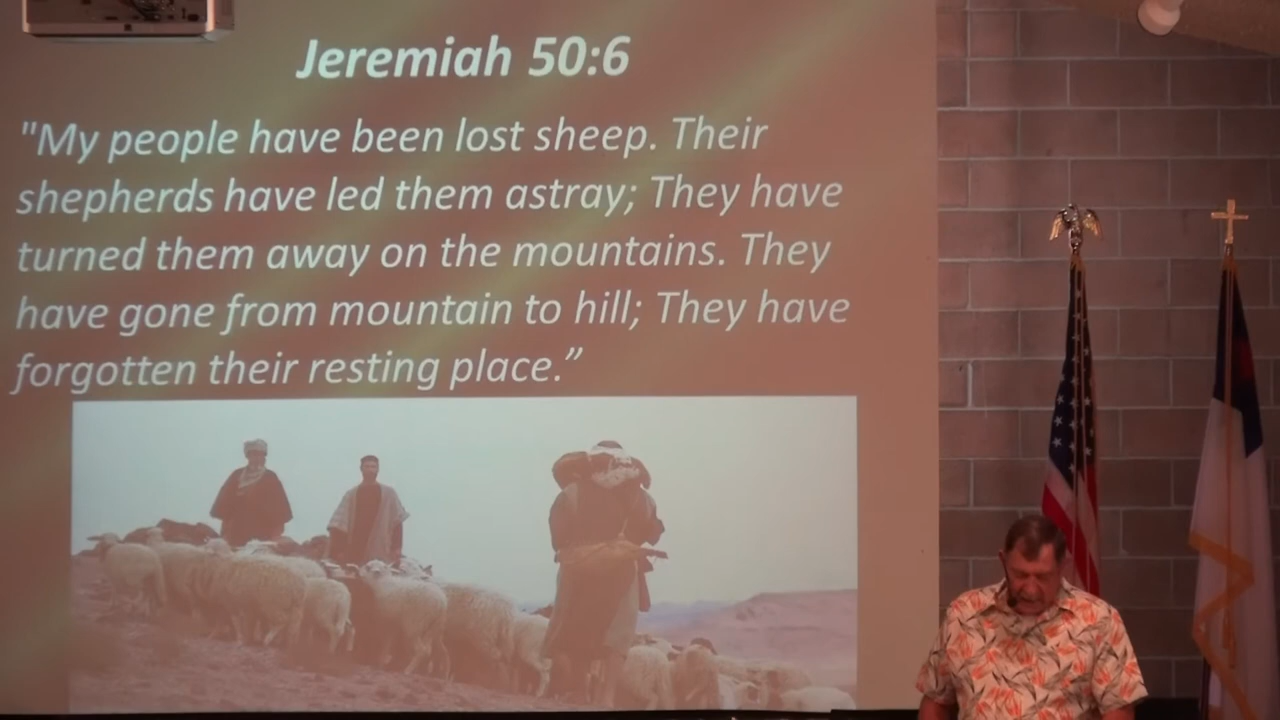 Jeremiah 50:6
"My people have been lost sheep. Their
shepherds have led them astray; They have
turned them away on the mountains. They
have gone from mountain to hill; They have
forgotten their resting place.”